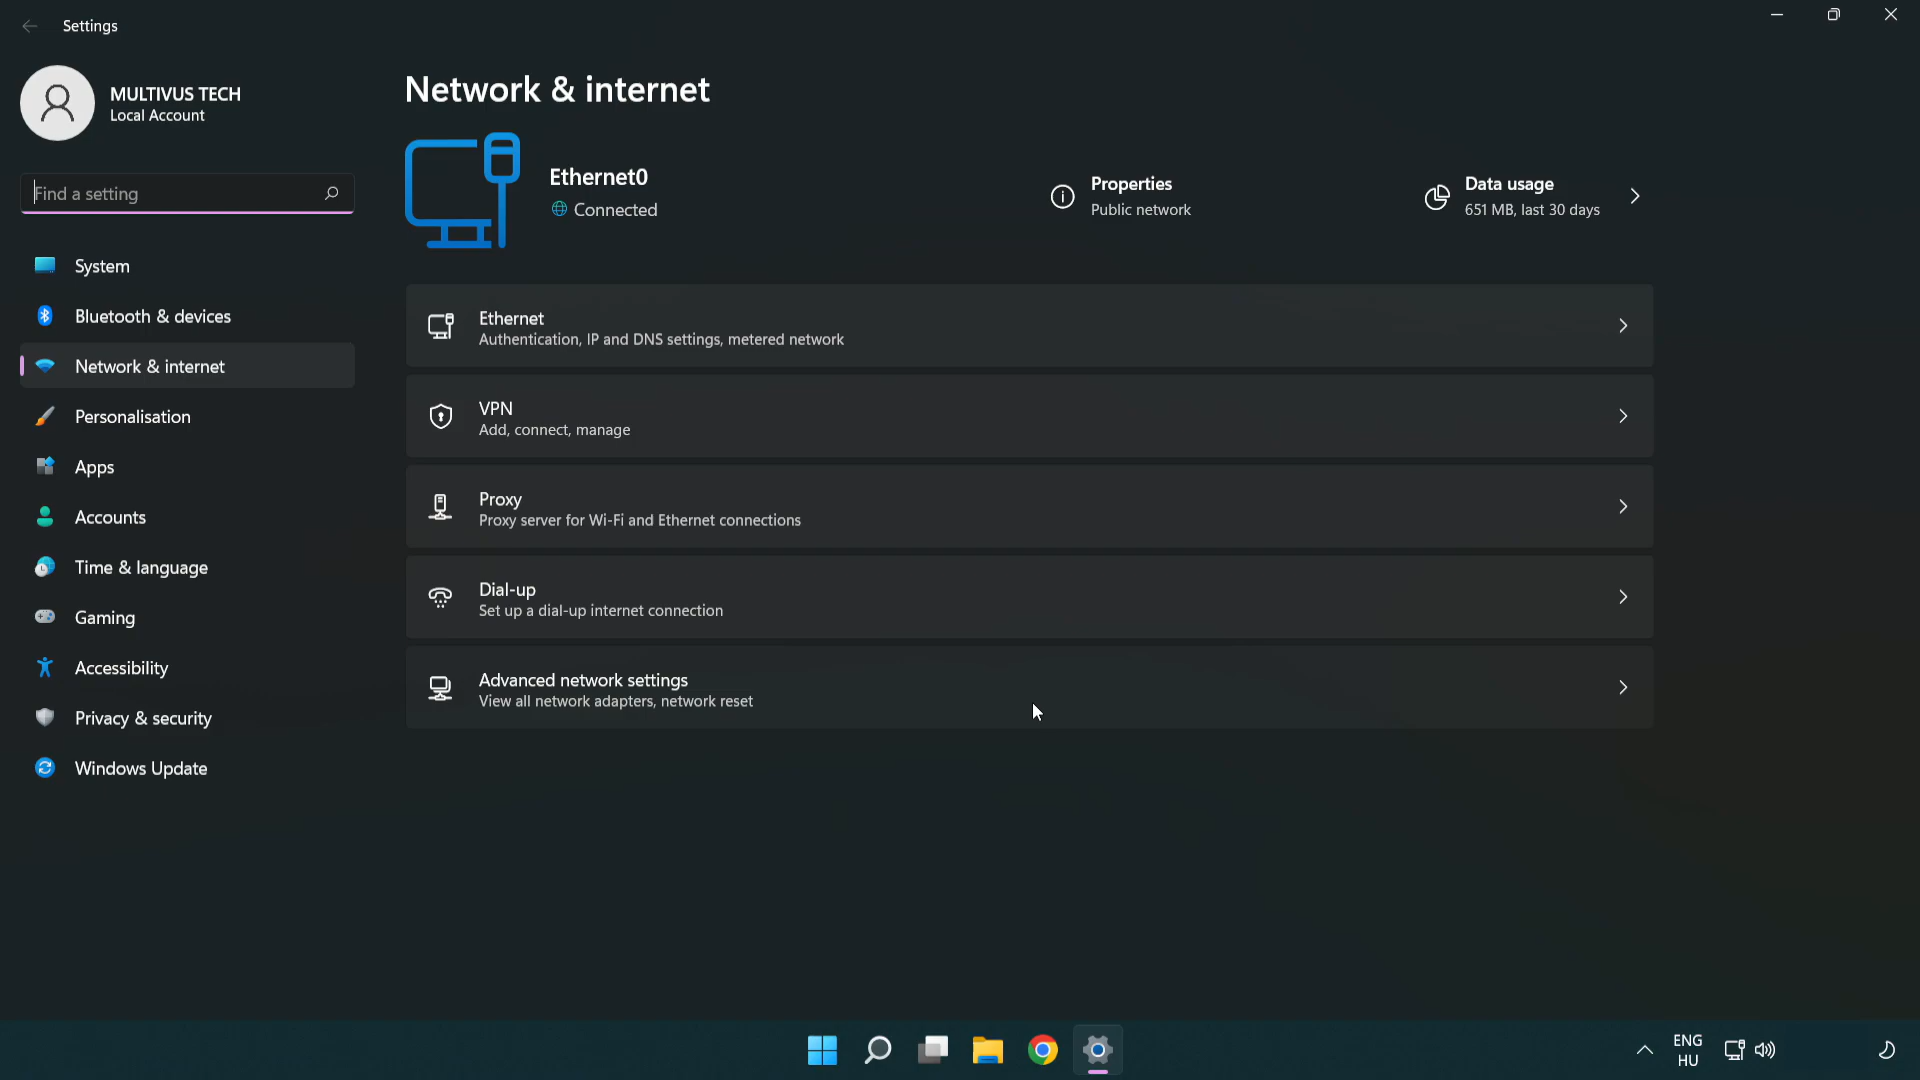 Settings
MULTIVUS TECH
Local Account
Find a setting
System
Bluetooth & devices
Network & internet
Personalisation
Apps
Accounts
Time & language
Gaming
Accessibility
Privacy & security
Windows Update
Network & internet
Ethernet0
Connected
Properties
Public network
Data usage
651 MB, last 30 days
Ethernet
Authentication, IP and DNS settings, metered network
VPN
Add, connect, manage
Proxy
Proxy server for Wi-Fi and Ethernet connections
Dial-up
Set up a dial-up internet connection
Advanced network settings
View all network adapters, network reset
ENG
HU